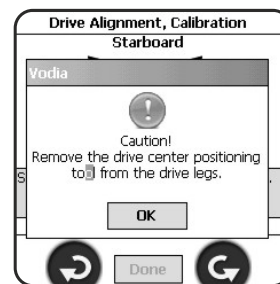 Drive Alignment, Calibration
Starboard
Vodia
Caution!
Remove the drive center positioning
from the drive legs.
OK
Done